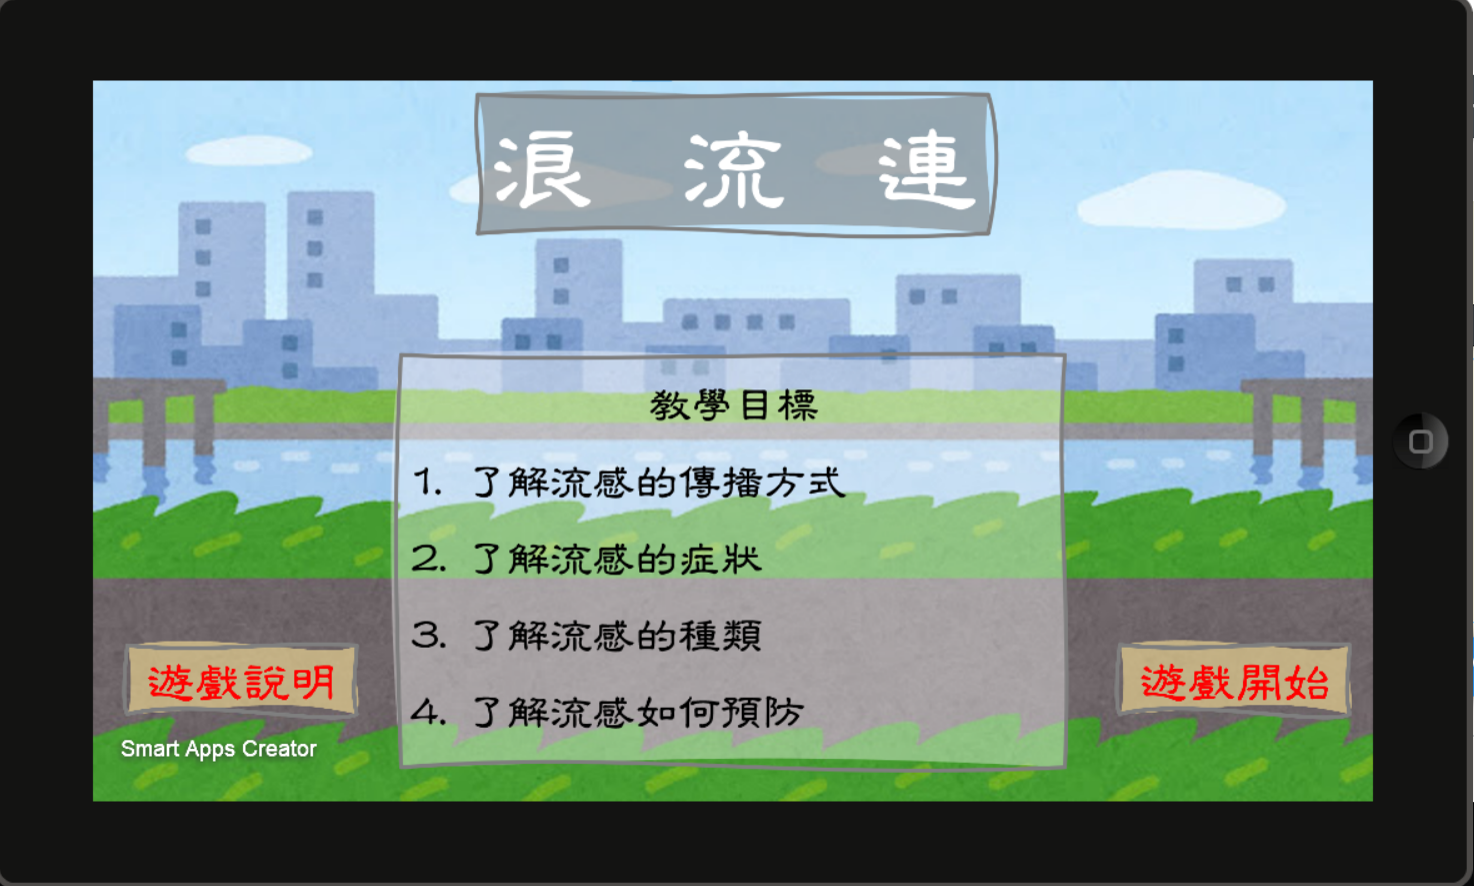 浪 流 連
教學目標
1. 了解流感的傳播方式
2. 了解流感的症狀
3. 了解流感的種類
4. 了解流感如何預防
遊戲說明
遊戲開始
Smart Apps Creator